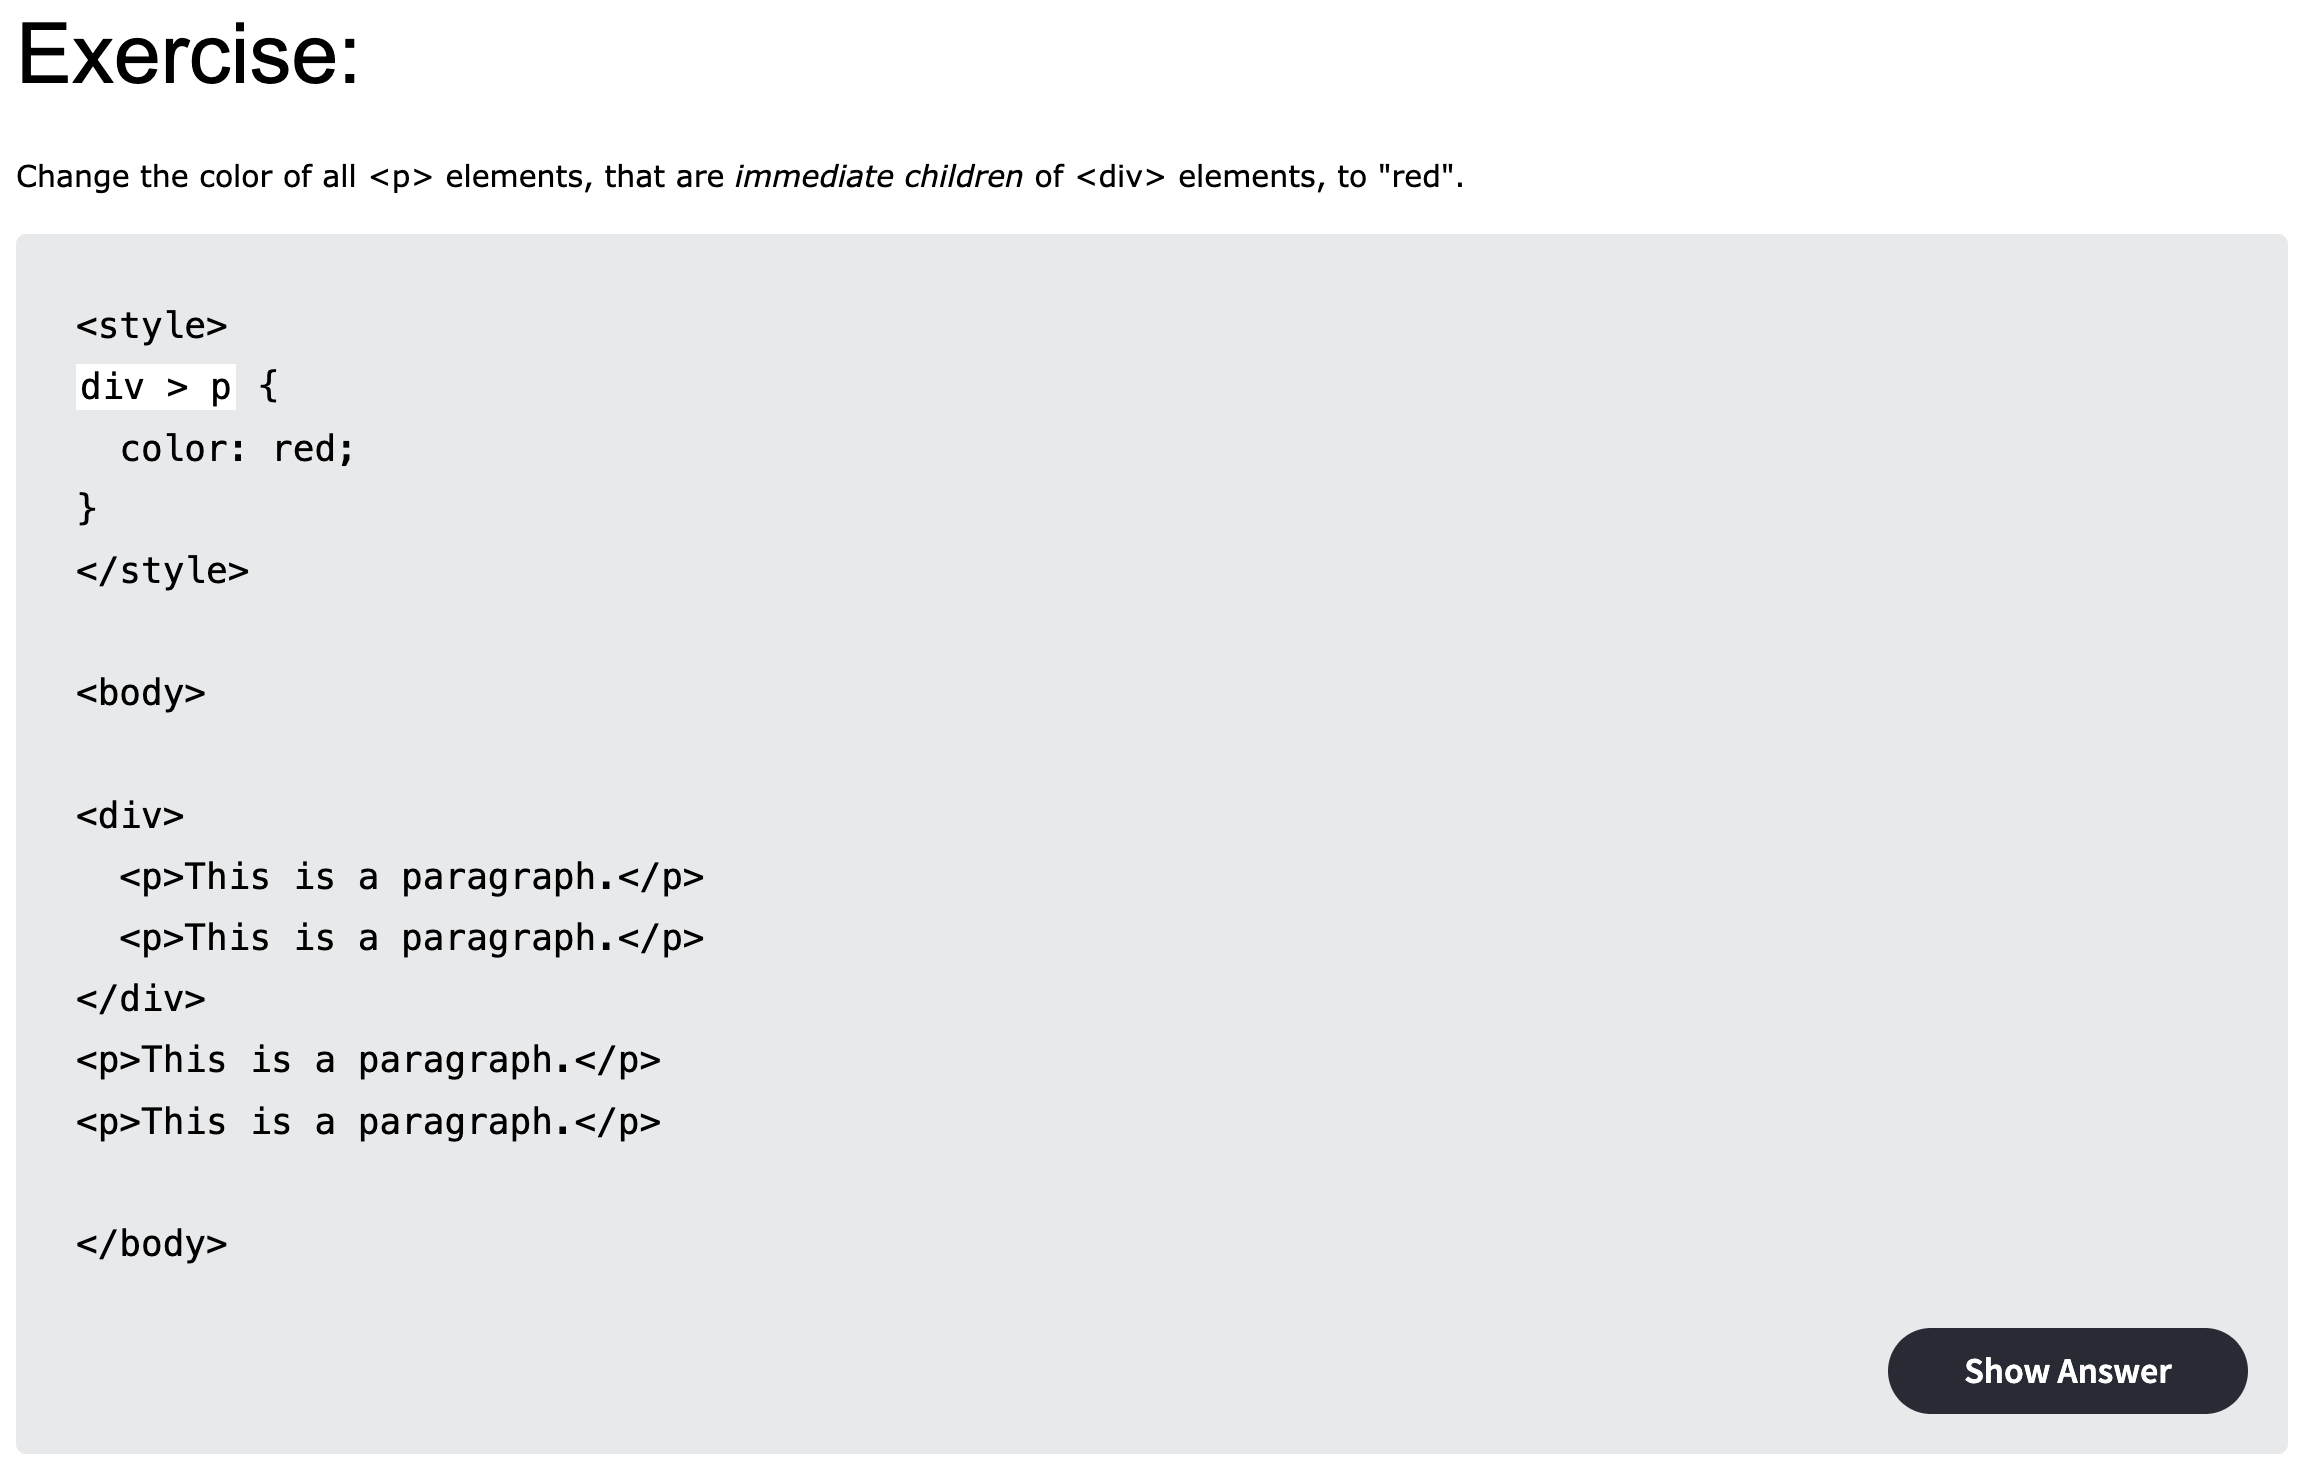 Exercise:
Change the color of all <p> elements, that are immediate children of <div> elements, to "red".
<style>
div > p {
  color: red;
}
</style>
<body>
<div>
  <p>This is a paragraph.</p>
  <p>This is a paragraph.</p>
</div>
<p>This is a paragraph.</p>
<p>This is a paragraph.</p>
</body>
Show Answer